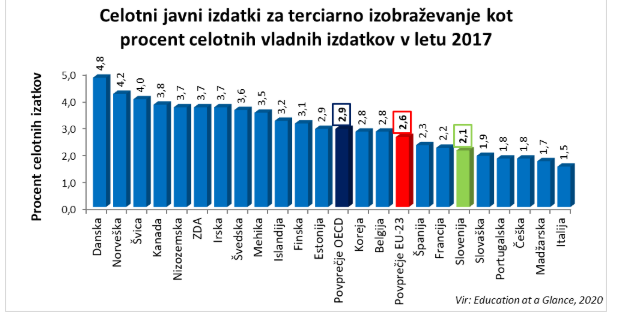 Celotni javni izdatki za terciarno izobraževanje kot
procent celotnih vladnih izdatkov v letu 2017
Procent celotnih izatkov
5,0
4,0
3,0
2,0
1,0
0,0
4,8
4,2
4,0
3,8
3,7
3,7
3,7
3,6
3,5
3,2
3,1
2,9
2,9
2,8
2,8
2,6
2,3
2,2
2,1
1,9
1,8
1,8
1,7
1,5
Danska
Norveška
Švica
Kanada
Nizozemska
ZDA
Irska
Švedska
Mehika
Islandija
Finska
Estonija
Povprečje OECD
Koreja
Belgija
Povprečje EU-23
Španija
Francija
Slovenija
Slovaška
Portugalska
Češka
Madžarska
Italija
Vir: Education at a Glance, 2020